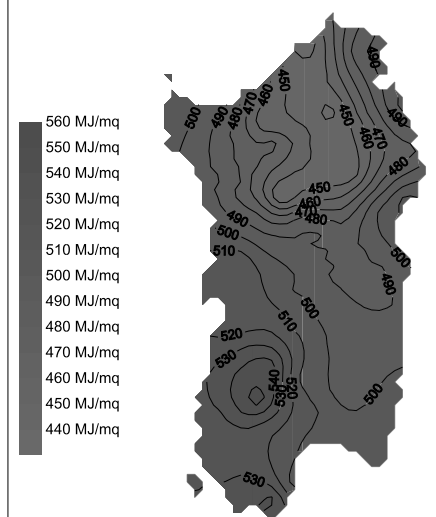 560 MJ/mq
550 MJ/mq
540 MJ/mq
530 MJ/mq
520 MJ/mq
510 MJ/mq
500 MJ/mq
490 MJ/mq
480 MJ/mq
470 MJ/mq
460 MJ/mq
450 MJ/mq
440 MJ/mq
490
450
460
470
480
490
500
450
490
470
460
480
450
460
470
480
490
500
510
500
490
500
510
520
530
540
530
520
500
530